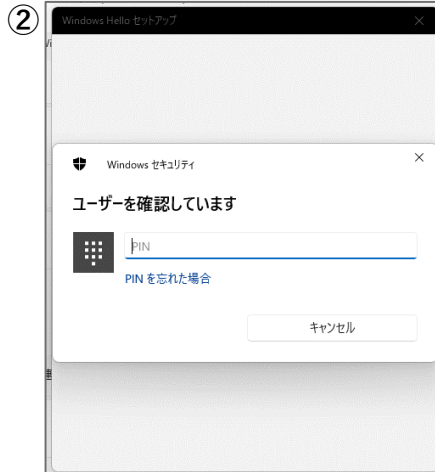 ②
Windows Hello セットアップ
Windows セキュリティ
ユーザーを確認しています
PIN
PIN を忘れた場合
キャンセル